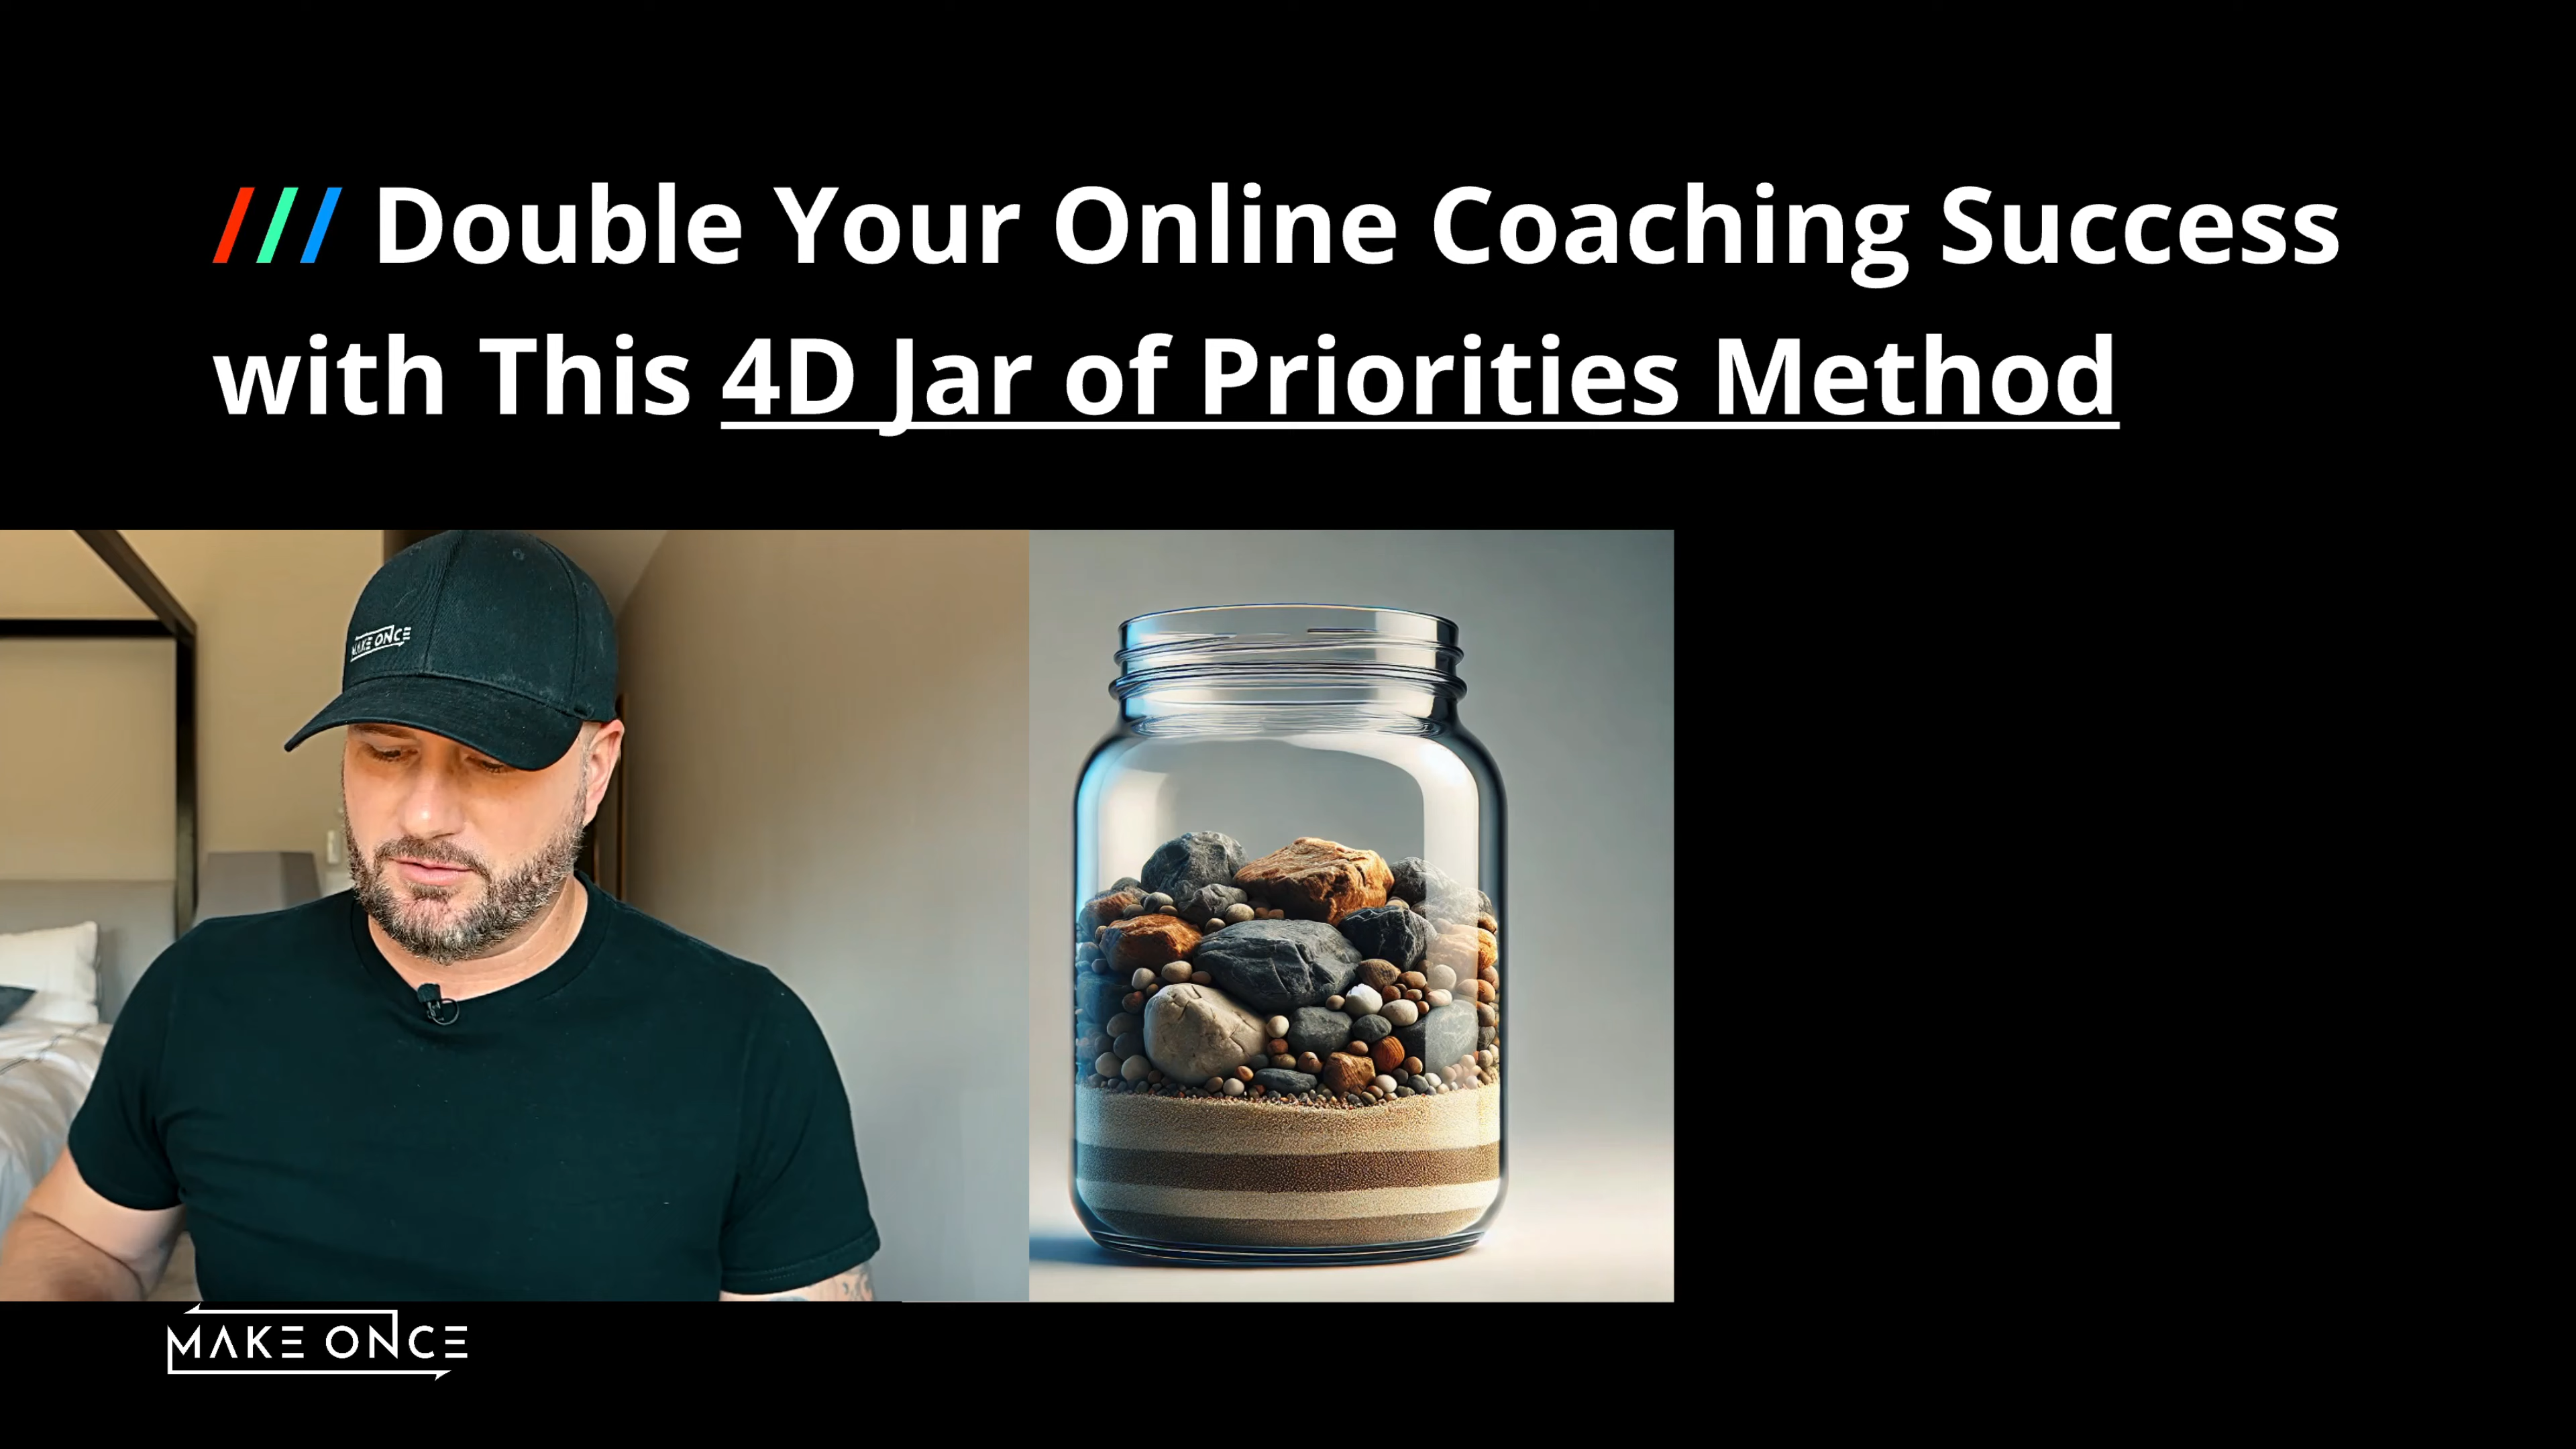 /// Double Your Online Coaching Success
with This 4D Jar of Priorities Method
MAKE ONCE
MAKE ONCE